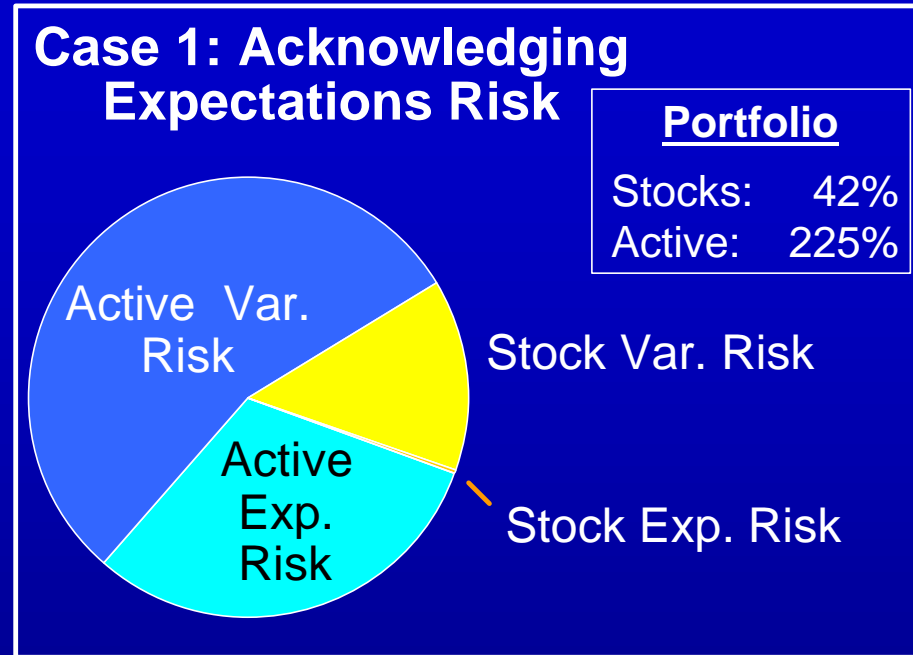 Case 1: Acknowledging
Expectations Risk
Portfolio
Stocks: 42%
Active: 225%
Active Var.
Risk
Stock Var. Risk
Active
Exp.
Risk
Stock Exp. Risk